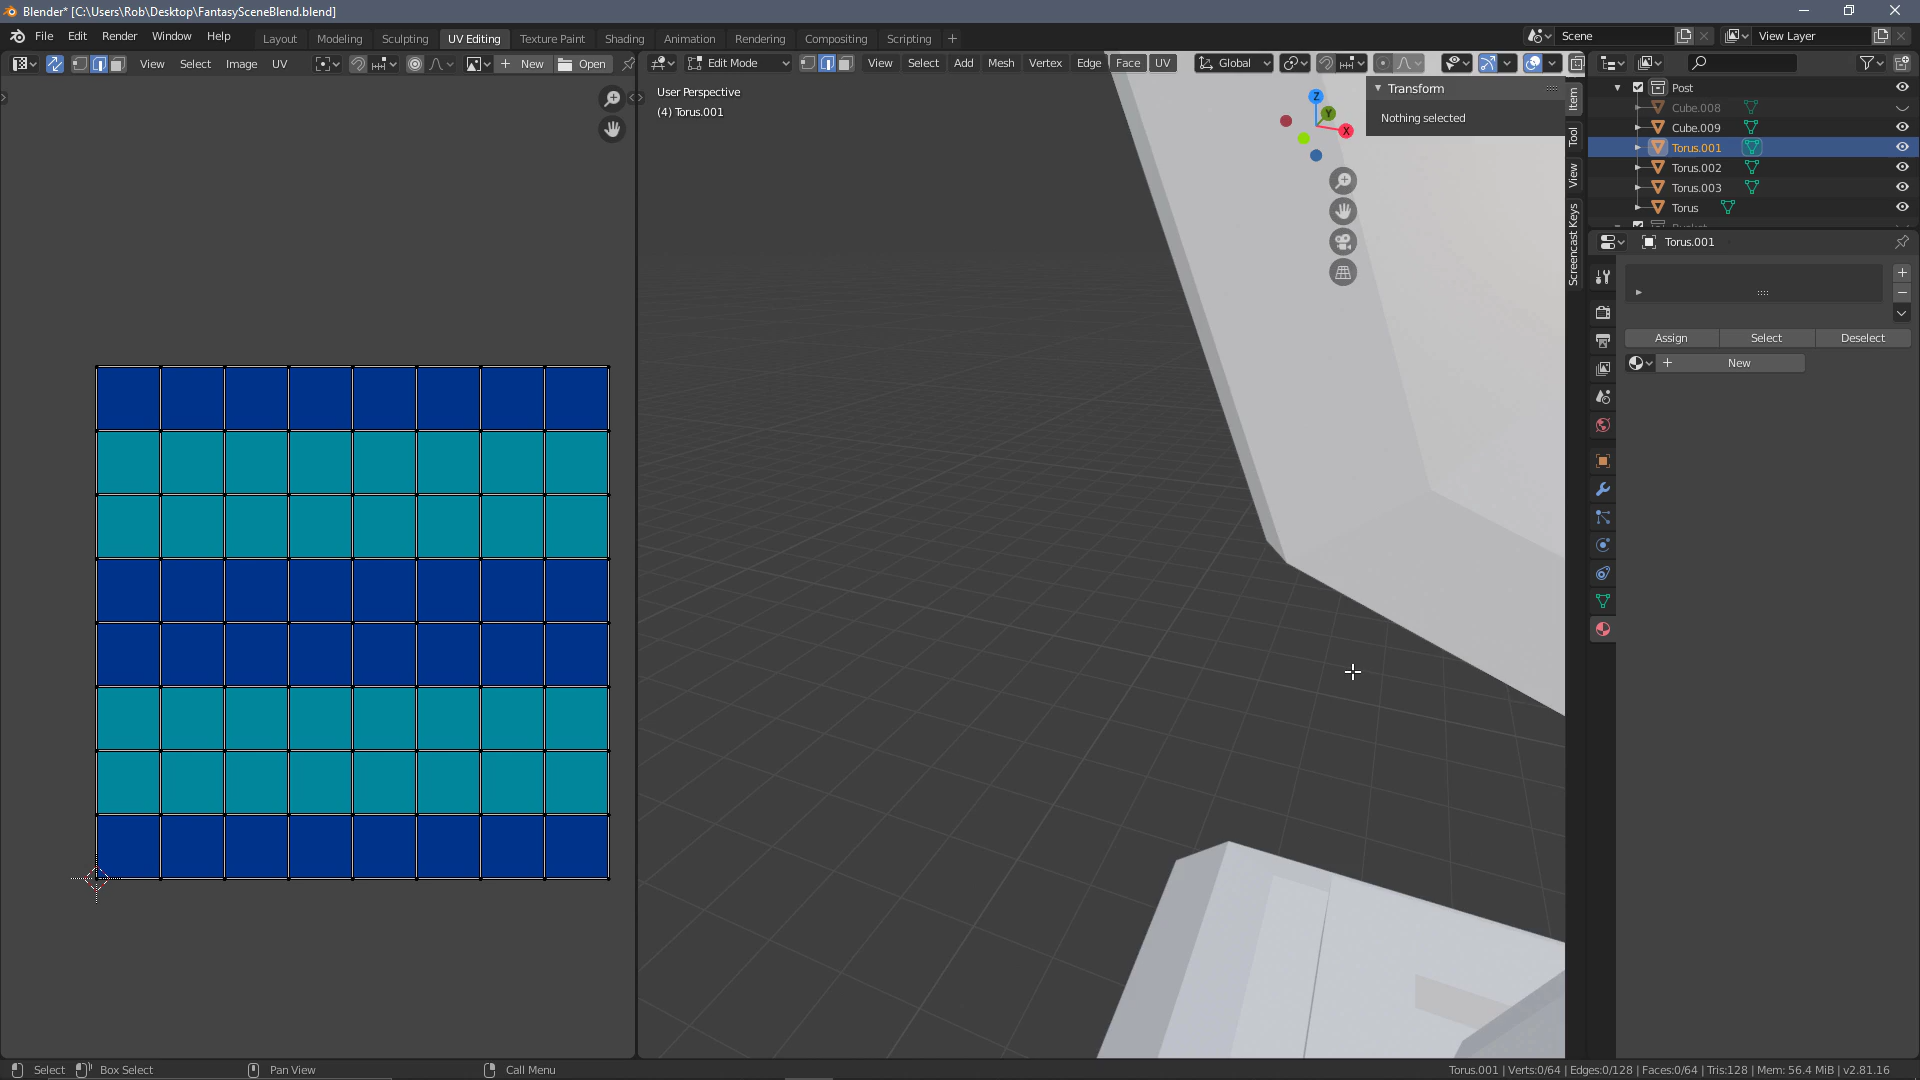 Blender* [C:\Users\Rob\Desktop\FantasySceneBlend.blend]
File Edit Render Window Help Layout Modeling Sculpting UV Editing Texture Paint Shading Animation Rendering Compositing Scripting Scene View Layer
View Select Image UV New Open Edit Mode View Select Add Mesh Vertex Edge Face UV Global
User Perspective
(4) Torus.001
Z
Y
X
Transform
Nothing selected
Item
Tool
View
Screencast Keys
Post
Cube.008
Cube.009
Torus.001
Torus.002
Torus.003
Torus
Torus.001
Assign Select Deselect
New
Select Box Select Pan View Call Menu Torus.001 | Verts:0/64 | Edges:0/128 | Faces:0/64 | Tris:128 | Mem: 56.4 MiB | v2.81.16